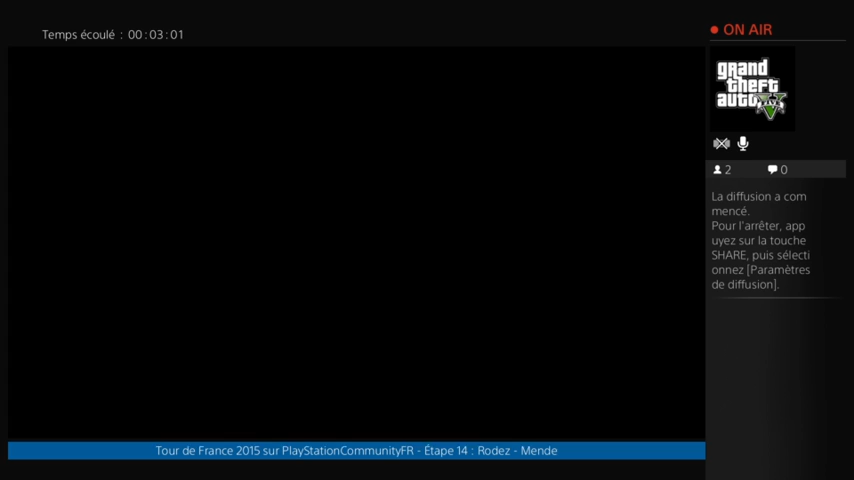 Temps écoulé : 00:03:01
ON AIR
grand
theft
auto
V
2 0
La diffusion a com
mencé.
Pour l'arrêter, app
uyez sur la touche
SHARE, puis sélecti
onnez [Paramètres
de diffusion].
Tour de France 2015 sur PlayStationCommunityFR - Étape 14 : Rodez - Mende